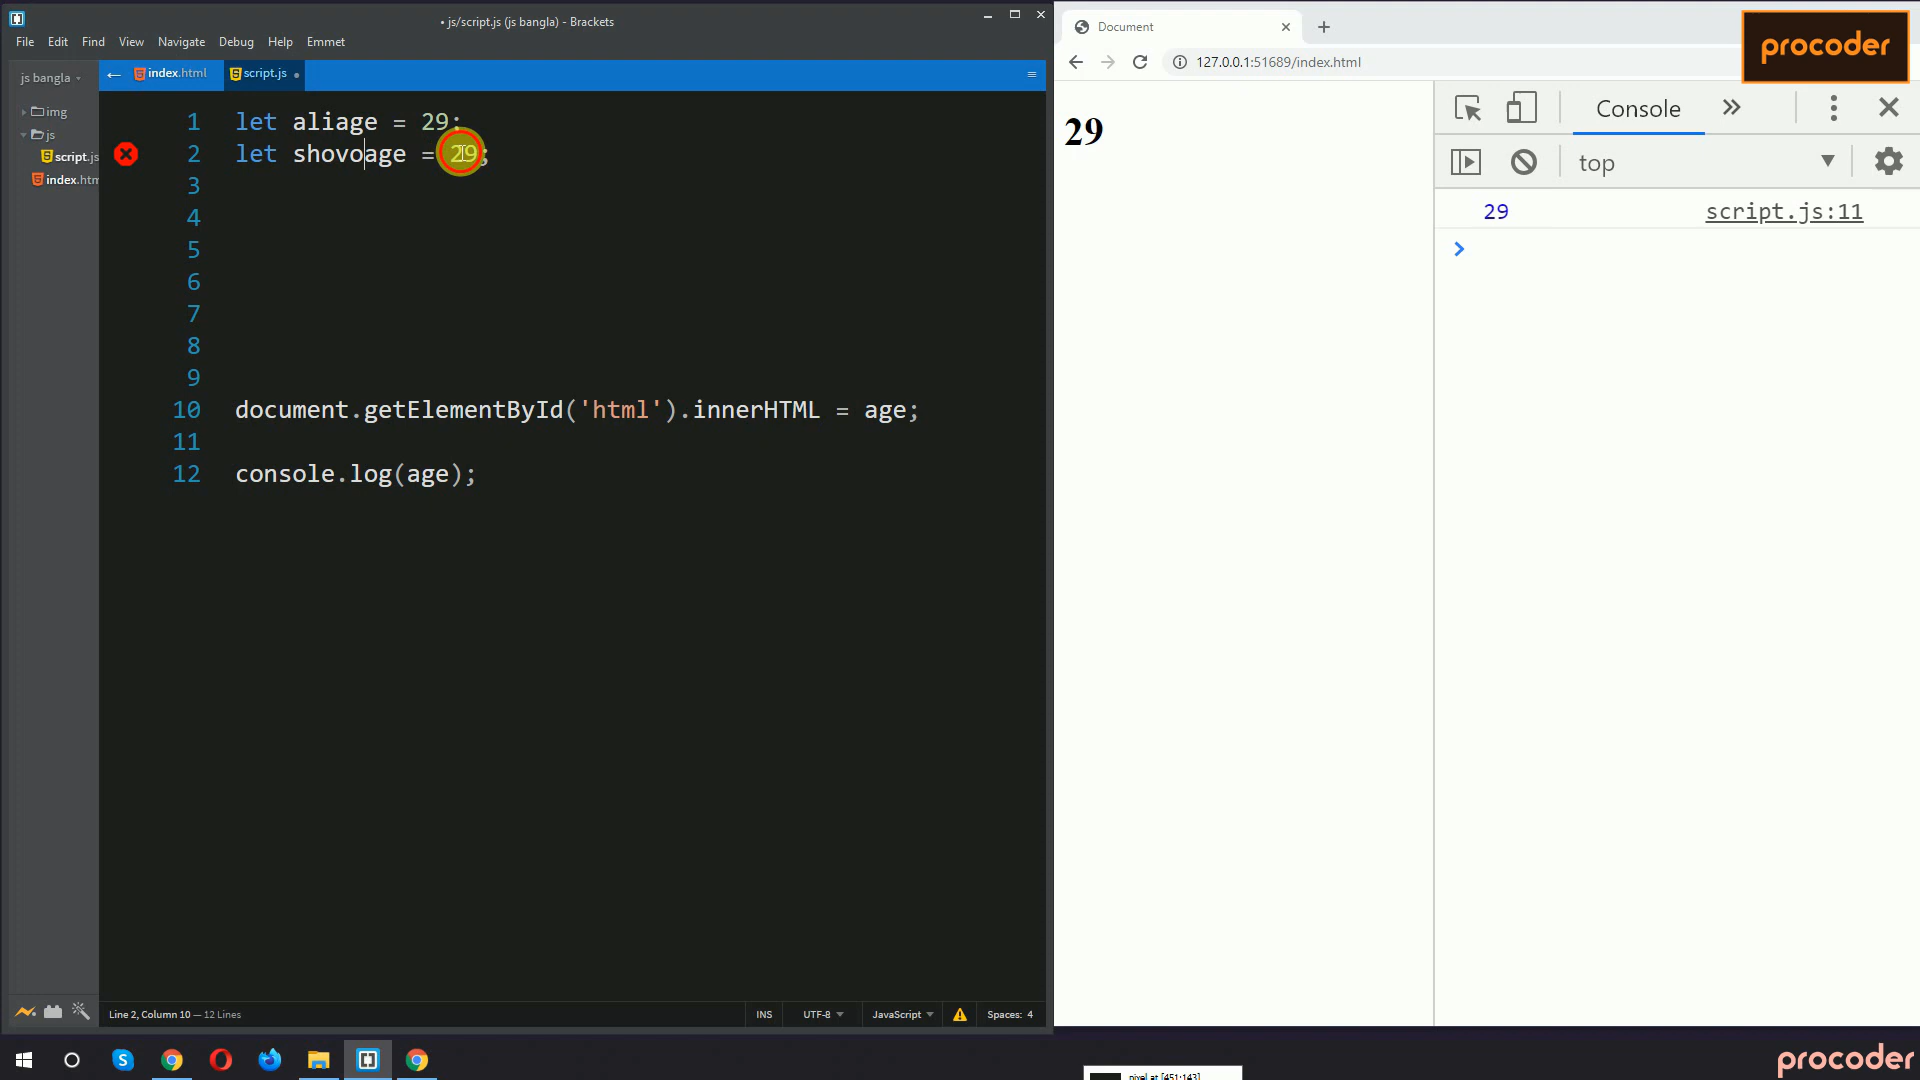 • js/script.js (js bangla) - Brackets
File Edit Find View Navigate Debug Help Emmet
js bangla
img
js
script.js
index.htm
index.html
script.js
1 let aliage = 29;
2 let shovoage = 29;
3
4
5
6
7
8
9
10 document.getElementById('html').innerHTML = age;
11
12 console.log(age);
Line 2, Column 10 — 12 Lines
INS UTF-8 JavaScript Spaces: 4
Document
127.0.0.1:51689/index.html
procoder
29
Console
top
29 script.js:11
pixel at [451;143]
procoder